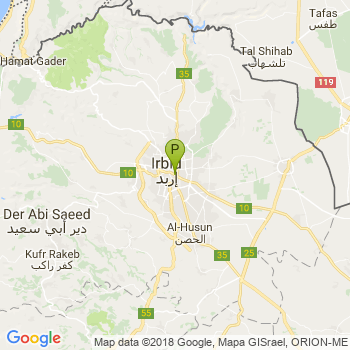 Tafas
طفس
Tal Shihab
تلشهاب
Hamat Gader
35
119
10
P
Irbid
إربد
10
Der Abi Saeed
دير أبي سعيد
10
Al-Husun
الحصن
Kufr Rakeb
كفر راكب
35
25
55
Google
Map data ©2018 Google, Mapa GISrael, ORION-ME